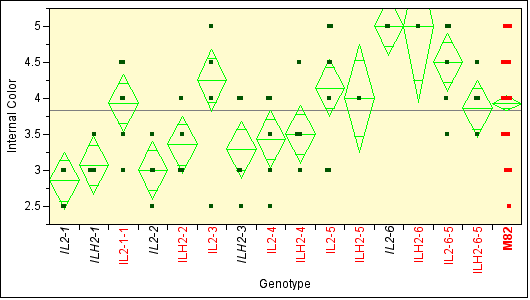 Internal Color
5
4.5
4
3.5
3
2.5
IL2-1
ILH2-1
IL2-1-1
IL2-2
ILH2-2
IL2-3
ILH2-3
IL2-4
ILH2-4
IL2-5
ILH2-5
IL2-6
ILH2-6
IL2-6-5
ILH2-6-5
M82
Genotype